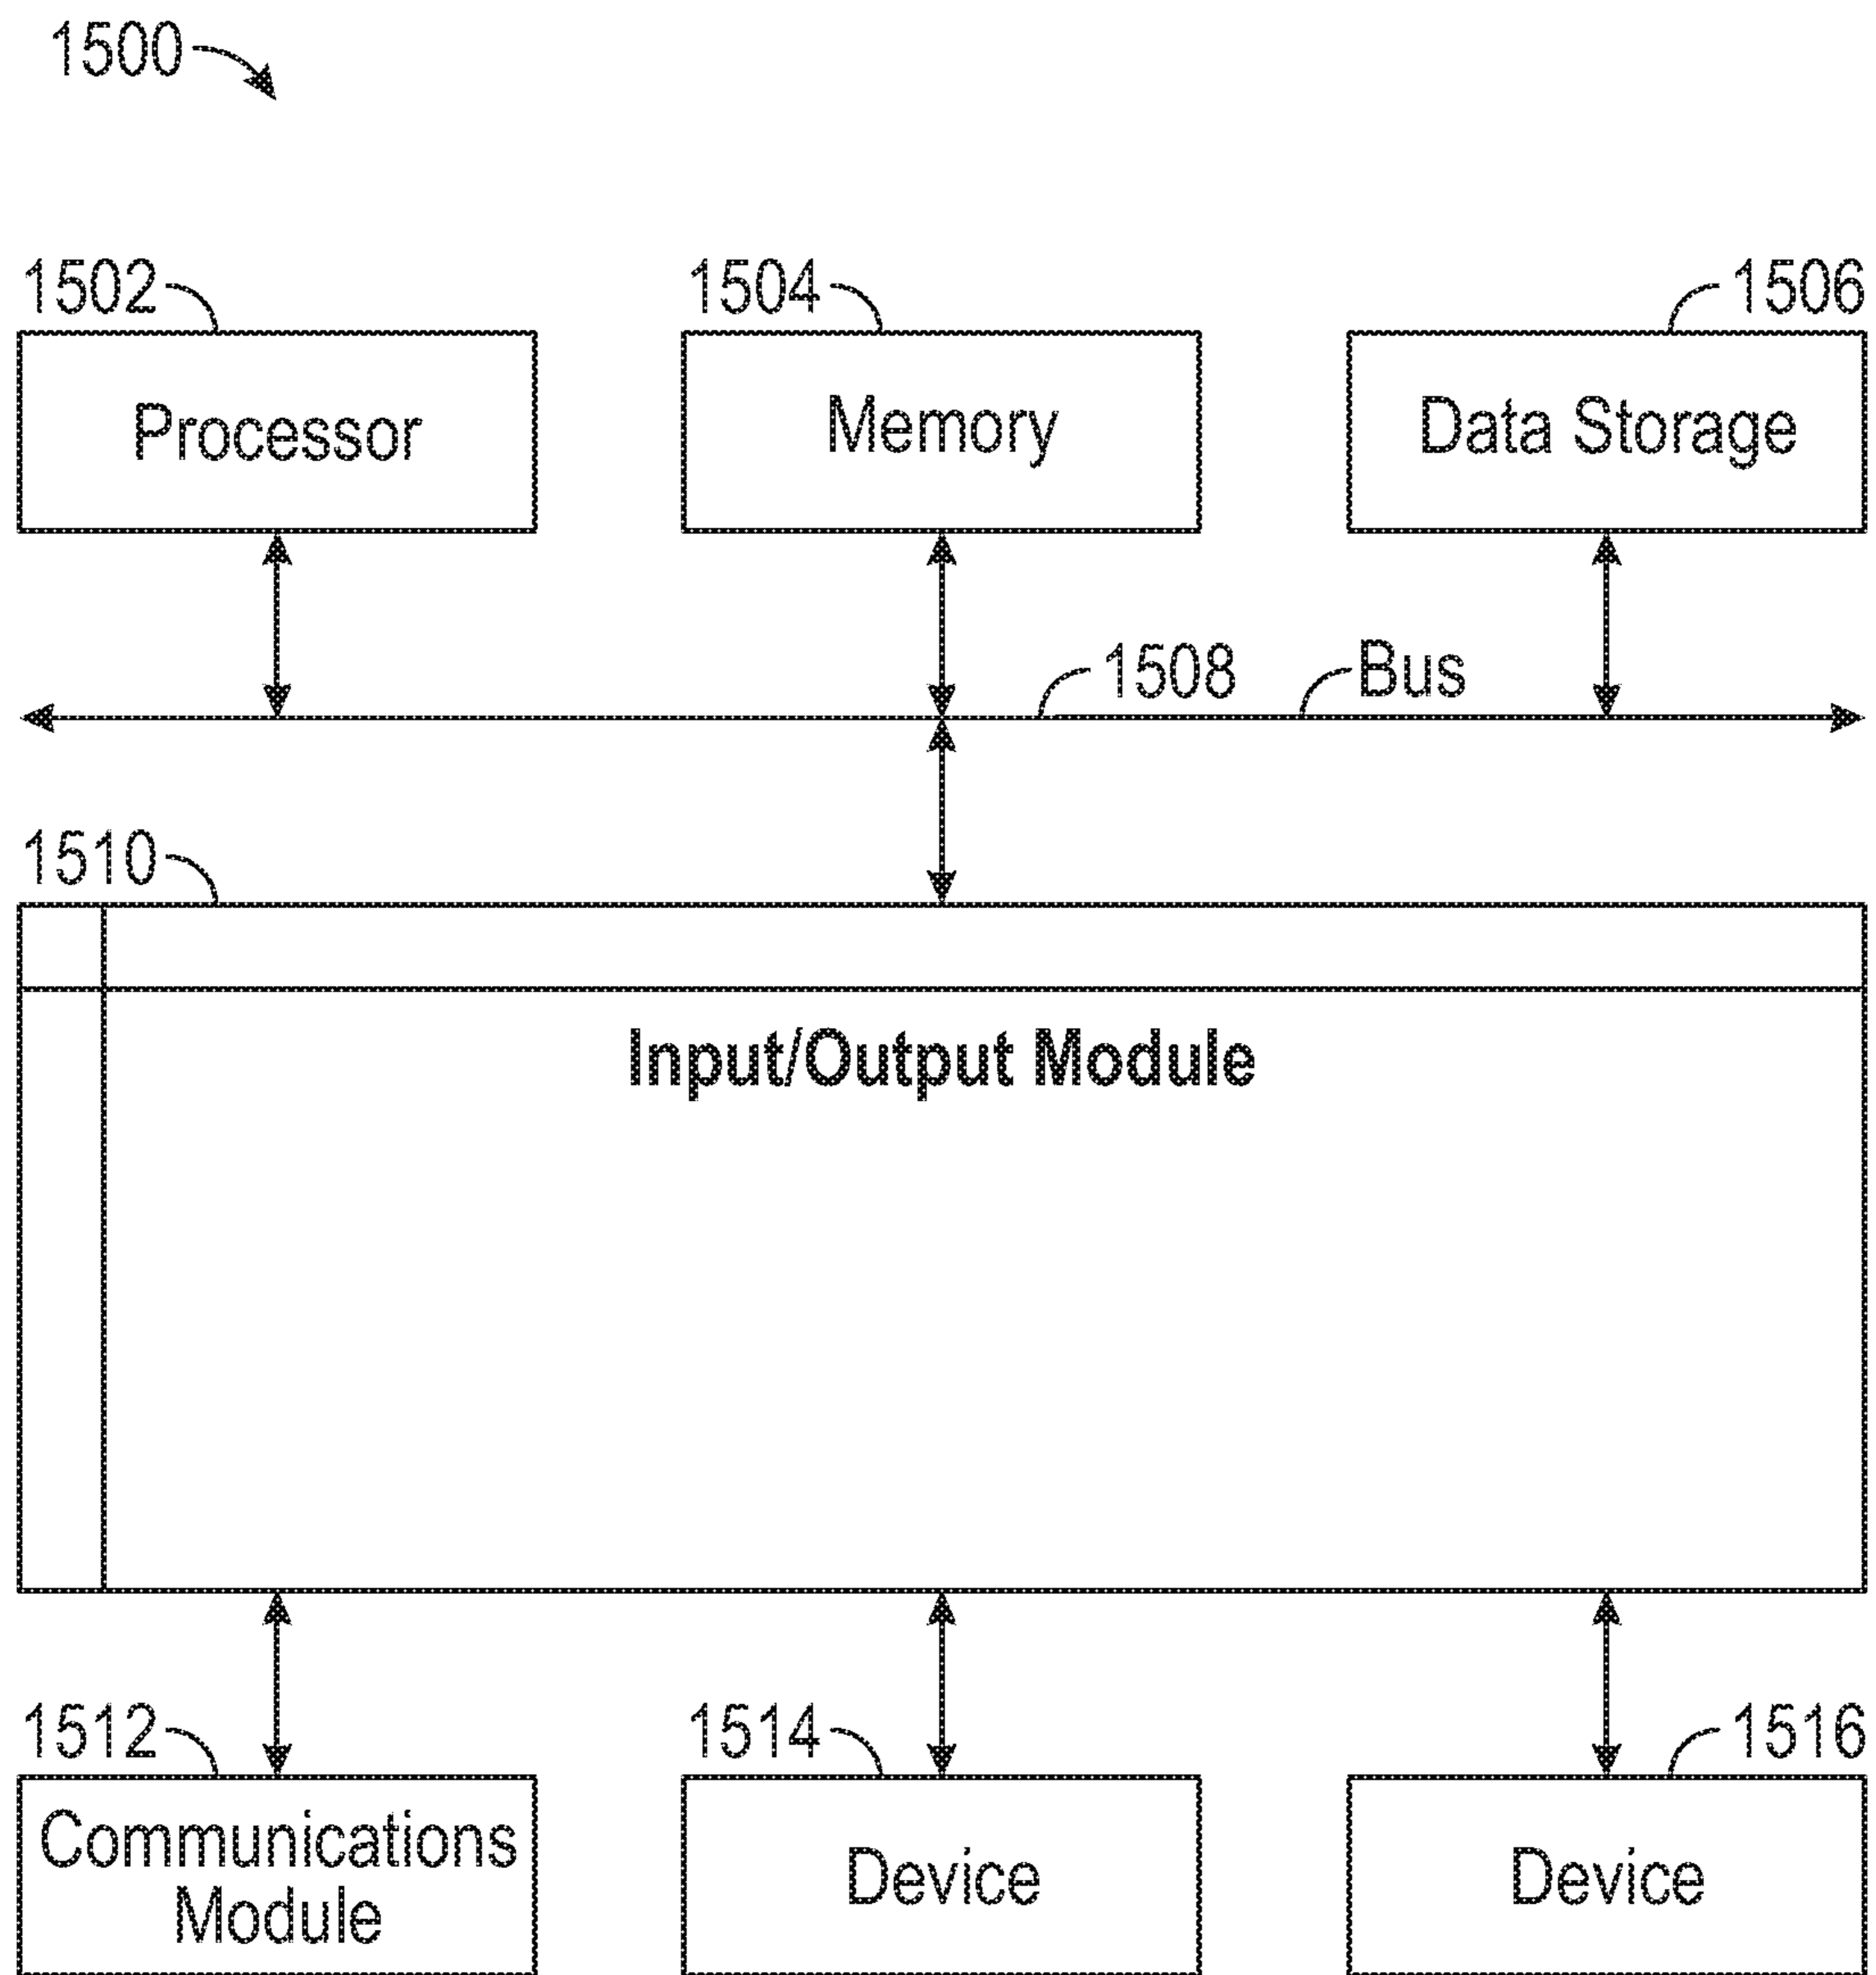 1500
1502
1504
1506
Processor
Memory
Data Storage
1508
Bus
1510
Input/Output Module
1512
1514
1516
Communications
Module
Device
Device